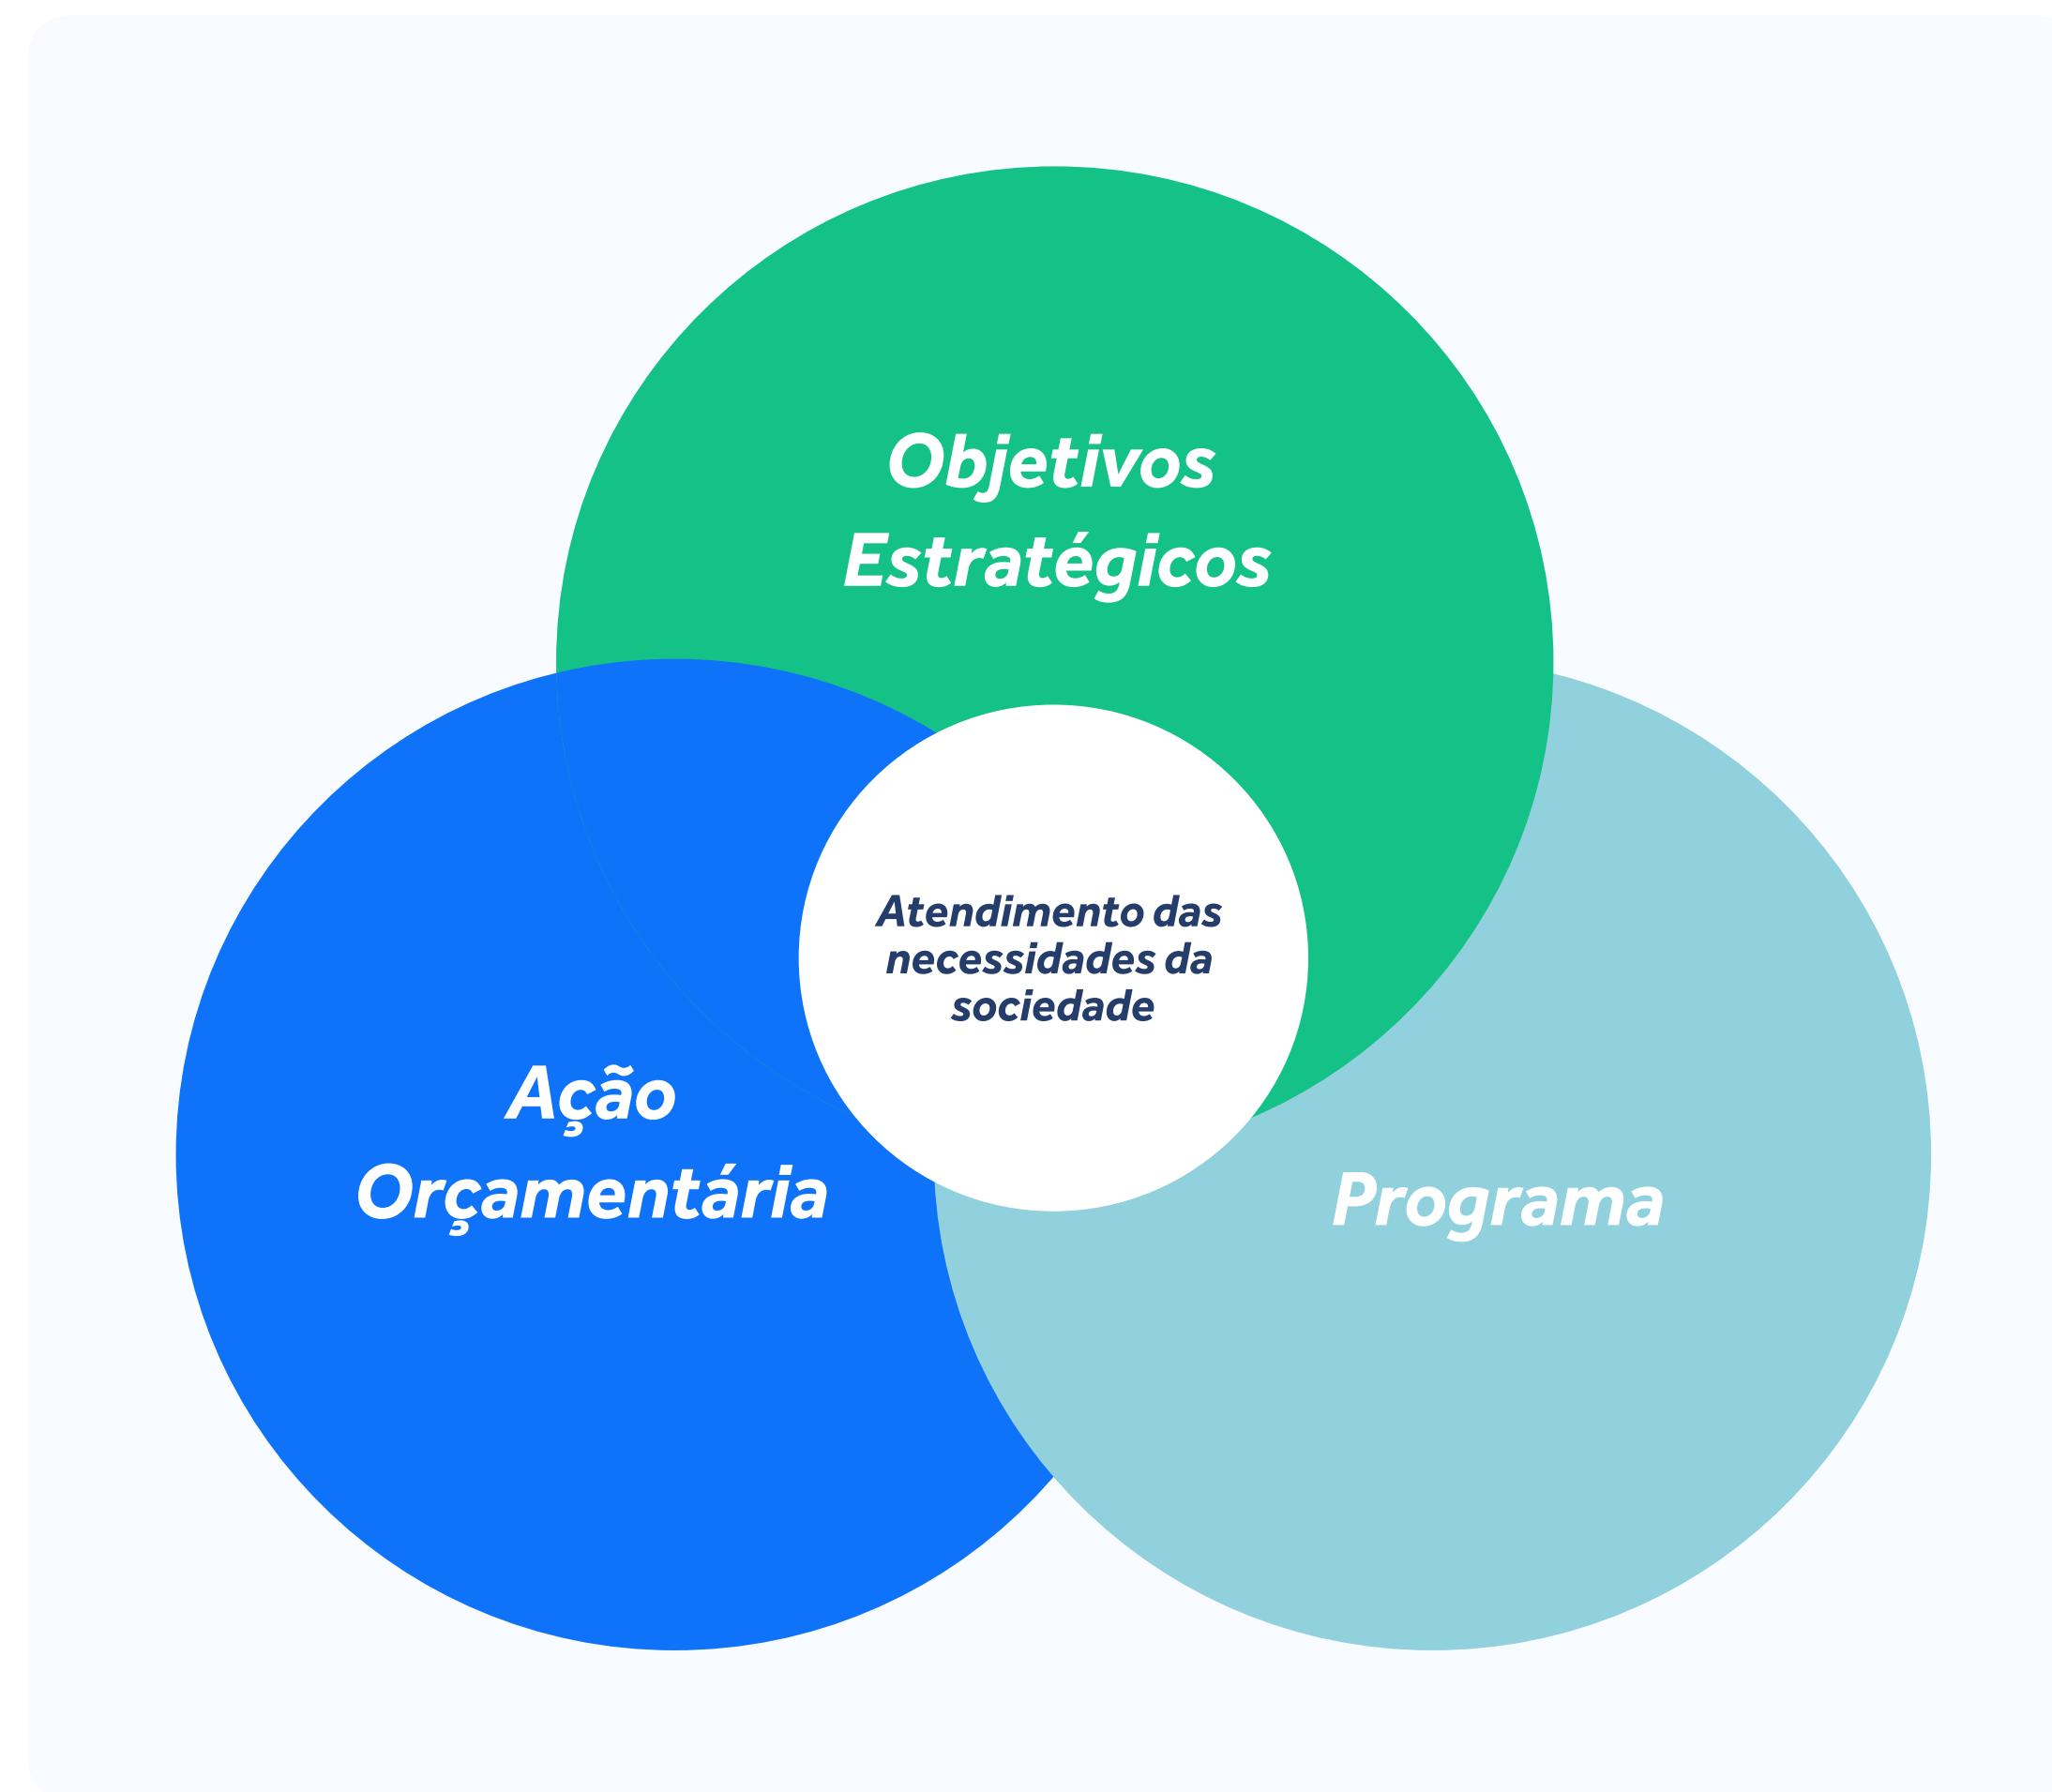 Objetivos
Estratégicos
Atendimento das
necessidades da
sociedade
Ação
Orçamentária
Programa